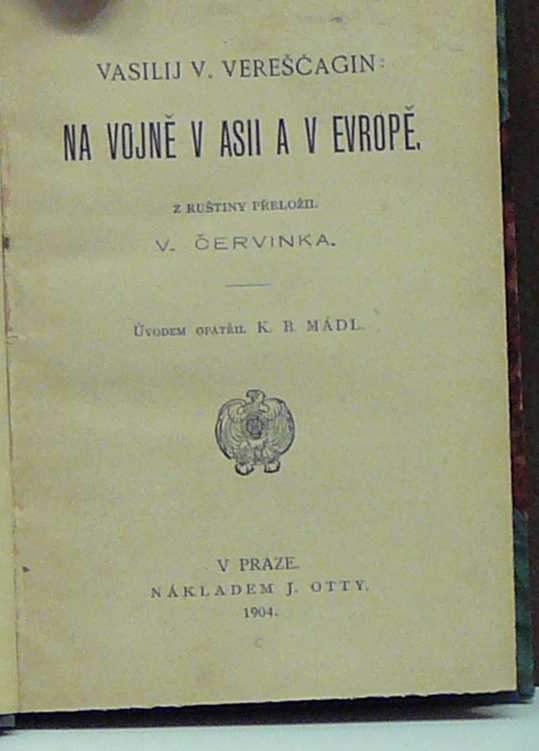 VASILIJ V. VEREŠČAGIN:
NA VOJNĚ V ASII A V EVROPĚ.
Z RUŠTINY PŘELOŽIL
V. ČERVINKA.
ÚVODEM OPATŘIL K. B. MÁDL.
V PRAZE.
NÁKLADEM J. OTTY.
1904.